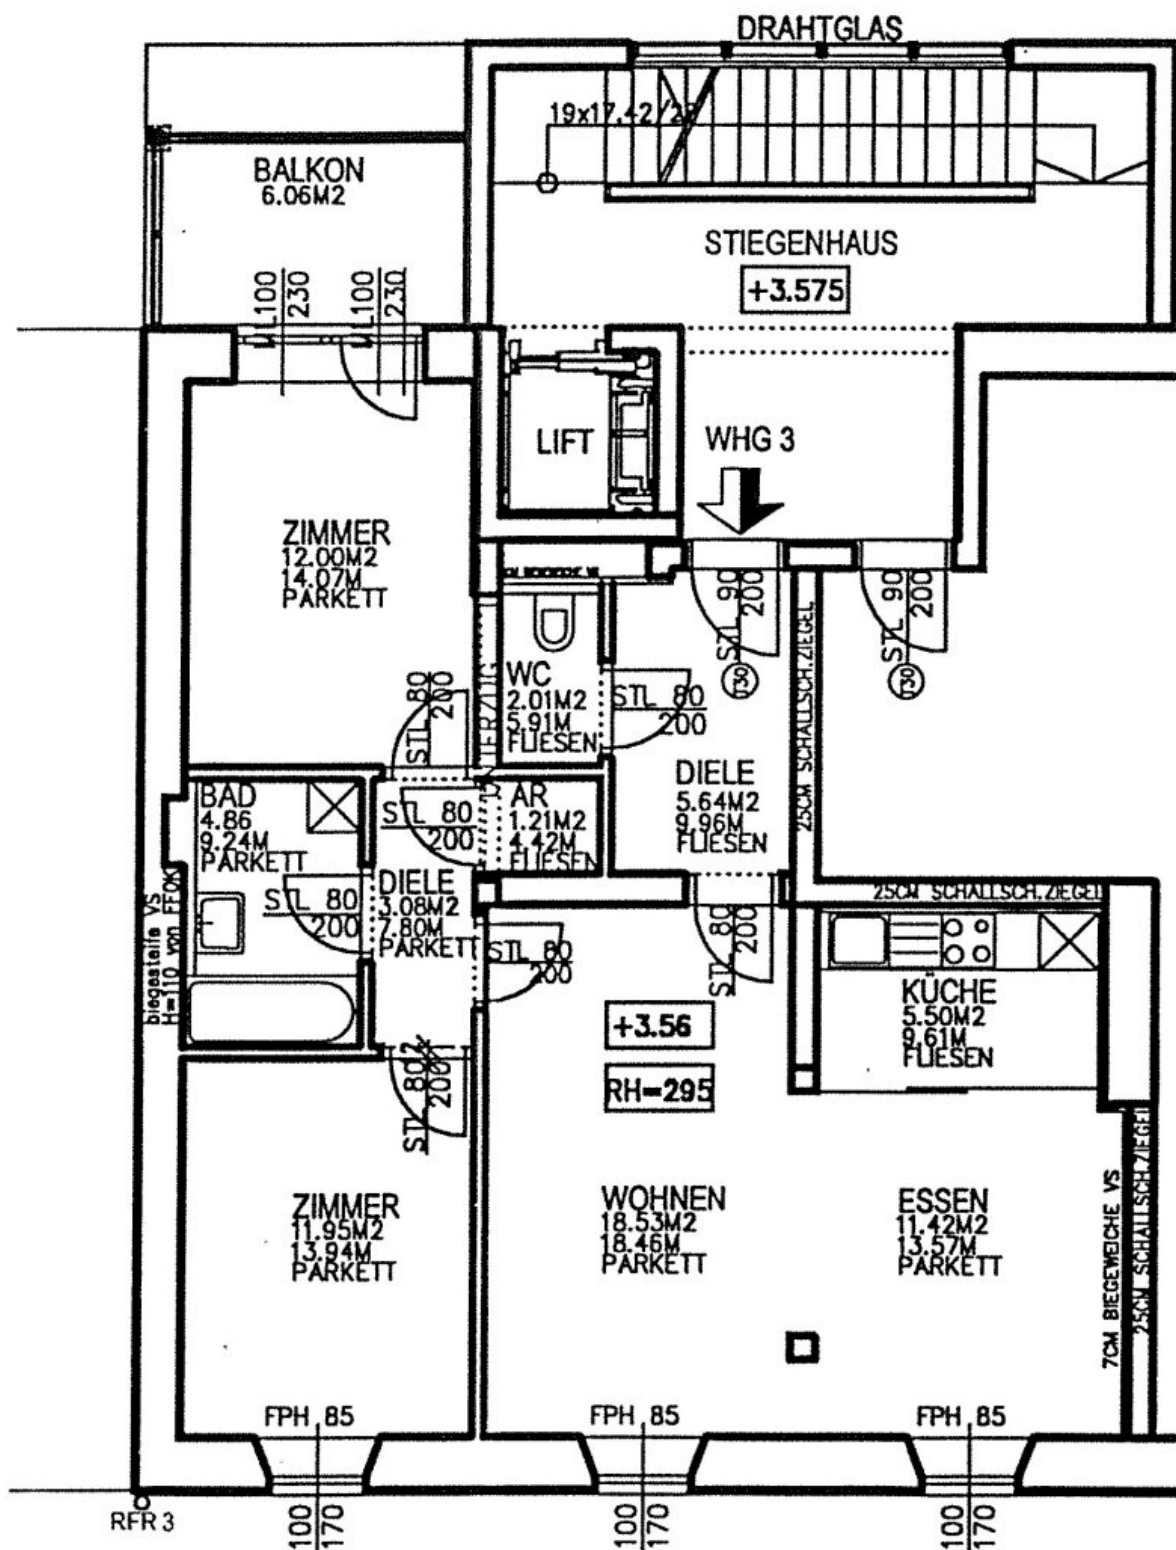 DRAHTGLAS
19x17.42/28
BALKON
6.06M2
STIEGENHAUS
+3.575
L100
230
L100
230
LIFT
WHG 3
ZIMMER
12.00M2
14.07M
PARKETT
STL 90
200
T30
STL 90
200
T30
25CM SCHALLSCH.ZIEGEL
WC
2.01M2
5.91M
FLIESEN
STL 80
200
STL 80
200
DIELE
5.64M2
9.96M
FLIESEN
BAD
4.86
9.24M
PARKETT
STL 80
200
AR
1.21M2
4.42M
FLIESEN
STL 80
200
DIELE
3.08M2
7.80M
PARKETT
STL 80
200
STL 80
200
25CM SCHALLSCH.ZIEGEL
biegesteife VS
H=110 von FFOK
KÜCHE
5.50M2
9.61M
FLIESEN
+3.56
RH=295
STL 80
200
ZIMMER
11.95M2
13.94M
PARKETT
WOHNEN
18.53M2
18.46M
PARKETT
ESSEN
11.42M2
13.57M
PARKETT
7CM BIEGEWEICHE VS
25CM SCHALLSCH.ZIEGEL
FPH 85
FPH 85
FPH 85
RFR 3
100
170
100
170
100
170